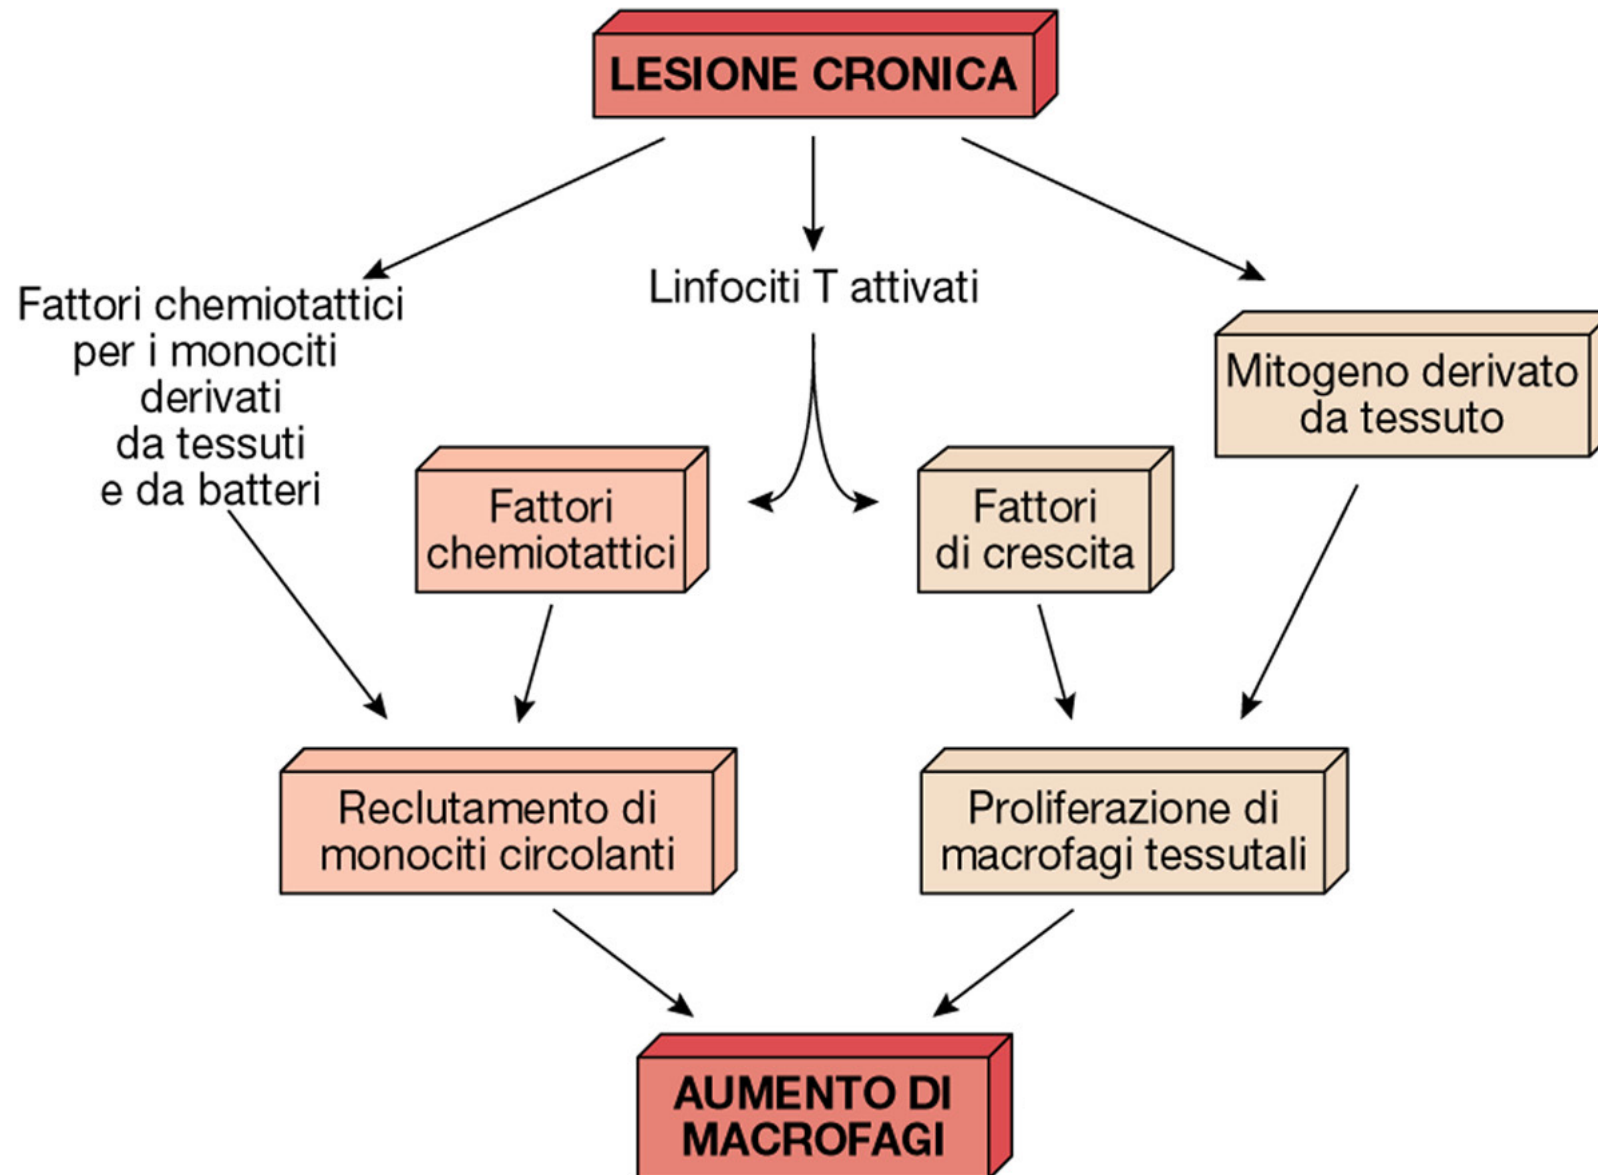 LESIONE CRONICA
Fattori chemiotattici
per i monociti
derivati
da tessuti
e da batteri
Linfociti T attivati
Mitogeno derivato
da tessuto
Fattori
chemiotattici
Fattori
di crescita
Reclutamento di
monociti circolanti
Proliferazione di
macrofagi tessutali
AUMENTO DI
MACROFAGI